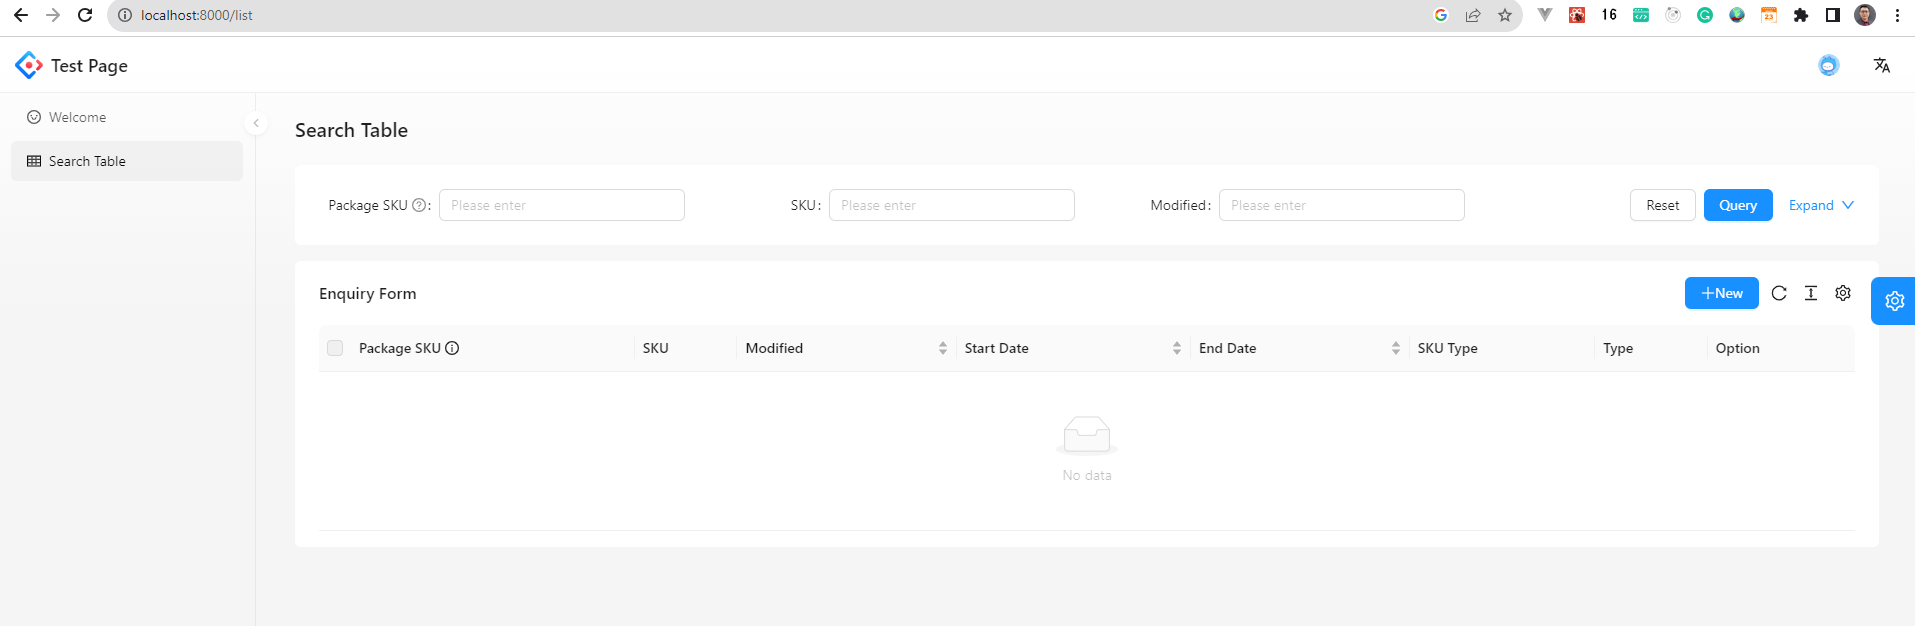 localhost:8000/list
16
23
Test Page
Welcome
Search Table
Search Table
Package SKU : Please enter SKU: Please enter Modified: Please enter Reset Query Expand
Enquiry Form
New
Package SKU SKU Modified Start Date End Date SKU Type Type Option
No data